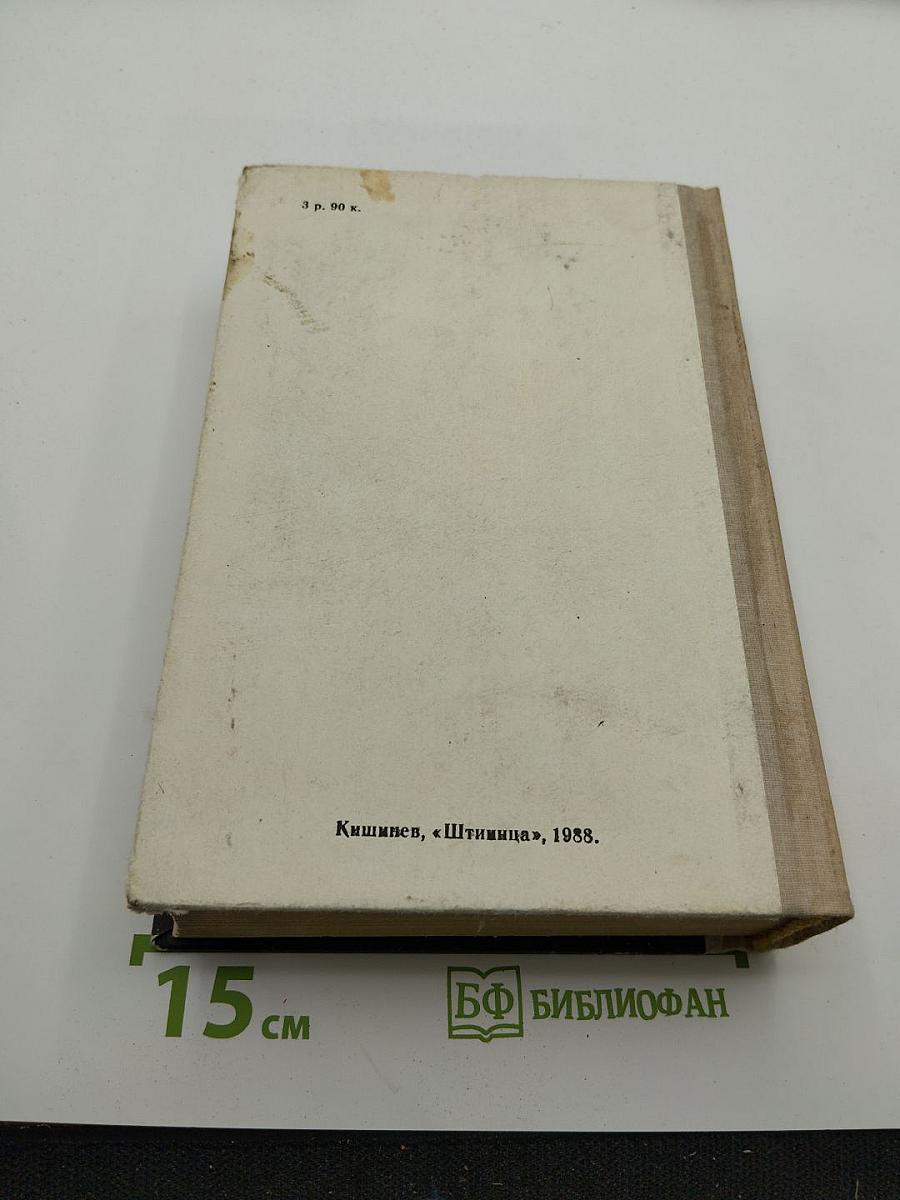 3 р. 90 к.
Кишинев, «Штиинца», 1988.
15 см
БФ БИБЛИОФАН